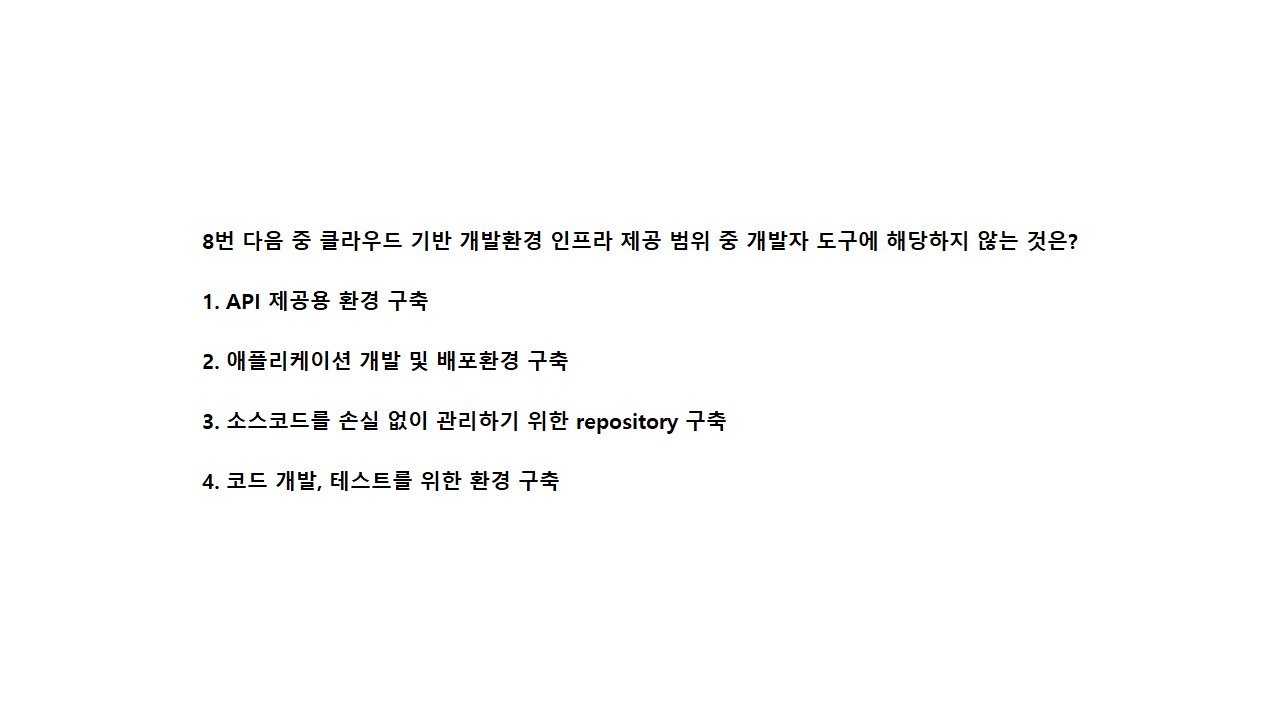 8번 다음 중 클라우드 기반 개발환경 인프라 제공 범위 중 개발자 도구에 해당하지 않는 것은?
1. API 제공용 환경 구축
2. 애플리케이션 개발 및 배포환경 구축
3. 소스코드를 손실 없이 관리하기 위한 repository 구축
4. 코드 개발, 테스트를 위한 환경 구축